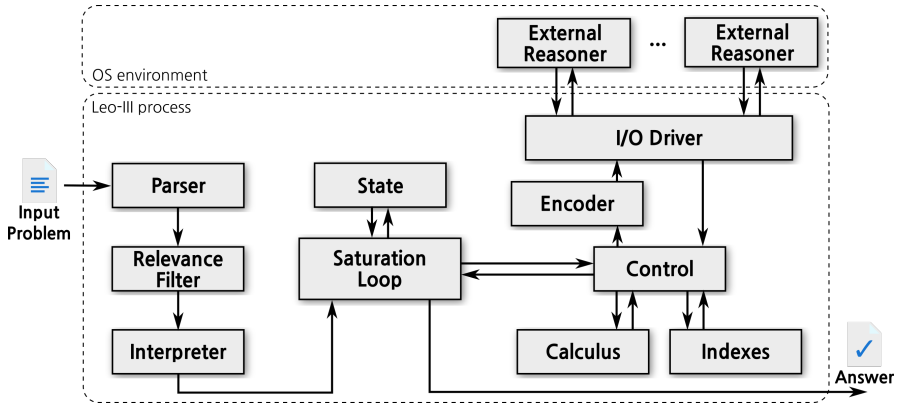 External
Reasoner
...
External
Reasoner
OS environment
Leo-III process
I/O Driver
Input
Problem
Parser
State
Encoder
Relevance
Filter
Saturation
Loop
Control
Interpreter
Calculus
Indexes
Answer